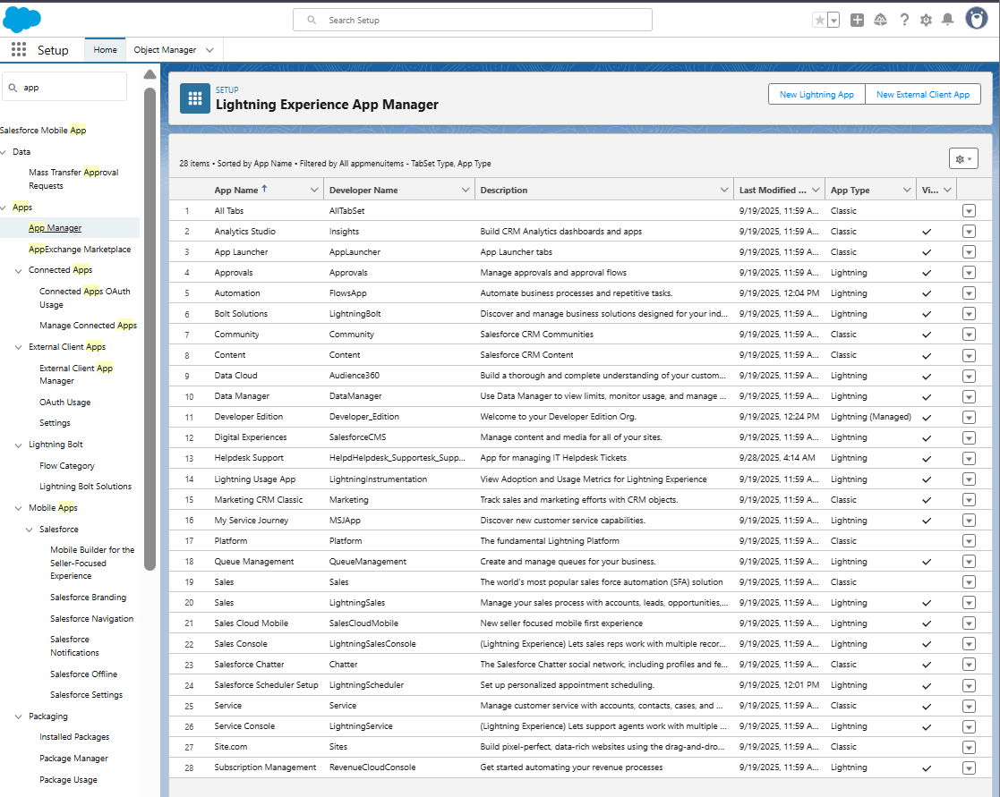 Search Setup
Setup
Home
Object Manager
app
Salesforce Mobile App
Data
Mass Transfer Approval
Requests
Apps
App Manager
AppExchange Marketplace
Connected Apps
Connected Apps OAuth
Usage
Manage Connected Apps
External Client Apps
External Client App
Manager
OAuth Usage
Settings
Lightning Bolt
Flow Category
Lightning Bolt Solutions
Mobile Apps
Salesforce
Mobile Builder for the
Seller-Focused
Experience
Salesforce Branding
Salesforce Navigation
Salesforce
Notifications
Salesforce Offline
Salesforce Settings
Packaging
Installed Packages
Package Manager
Package Usage
SETUP
Lightning Experience App Manager
New Lightning App
New External Client App
28 items • Sorted by App Name • Filtered by All appmenuitems - TabSet Type, App Type
App Name ↑ Developer Name Description Last Modified ... App Type Vi...
1 All Tabs AllTabSet 9/19/2025, 11:59 A... Classic
2 Analytics Studio Insights Build CRM Analytics dashboards and apps 9/19/2025, 11:59 A... Classic
3 App Launcher AppLauncher App Launcher tabs 9/19/2025, 11:59 A... Classic
4 Approvals Approvals Manage approvals and approval flows 9/19/2025, 11:59 A... Lightning
5 Automation FlowsApp Automate business processes and repetitive tasks. 9/19/2025, 12:04 PM Lightning
6 Bolt Solutions LightningBolt Discover and manage business solutions designed for your ind... 9/19/2025, 11:59 A... Lightning
7 Community Community Salesforce CRM Communities 9/19/2025, 11:59 A... Classic
8 Content Content Salesforce CRM Content 9/19/2025, 11:59 A... Classic
9 Data Cloud Audience360 Build a thorough and complete understanding of your custom... 9/19/2025, 11:59 A... Lightning
10 Data Manager DataManager Use Data Manager to view limits, monitor usage, and manage ... 9/19/2025, 11:59 A... Lightning
11 Developer Edition Developer_Edition Welcome to your Developer Edition Org. 9/19/2025, 12:24 PM Lightning (Managed)
12 Digital Experiences SalesforceCMS Manage content and media for all of your sites. 9/19/2025, 11:59 A... Lightning
13 Helpdesk Support HelpdHelpdesk_Supportesk_Supp... App for managing IT Helpdesk Tickets 9/28/2025, 4:14 AM Lightning
14 Lightning Usage App LightningInstrumentation View Adoption and Usage Metrics for Lightning Experience 9/19/2025, 11:59 A... Lightning
15 Marketing CRM Classic Marketing Track sales and marketing efforts with CRM objects. 9/19/2025, 11:59 A... Classic
16 My Service Journey MSJApp Discover new customer service capabilities. 9/19/2025, 11:59 A... Lightning
17 Platform Platform The fundamental Lightning Platform 9/19/2025, 11:59 A... Classic
18 Queue Management QueueManagement Create and manage queues for your business. 9/19/2025, 11:59 A... Lightning
19 Sales Sales The world's most popular sales force automation (SFA) solution 9/19/2025, 11:59 A... Classic
20 Sales LightningSales Manage your sales process with accounts, leads, opportunities,... 9/19/2025, 11:59 A... Lightning
21 Sales Cloud Mobile SalesCloudMobile New seller focused mobile first experience 9/19/2025, 11:59 A... Lightning
22 Sales Console LightningSalesConsole (Lightning Experience) Lets sales reps work with multiple recor... 9/19/2025, 11:59 A... Lightning
23 Salesforce Chatter Chatter The Salesforce Chatter social network, including profiles and fe... 9/19/2025, 11:59 A... Classic
24 Salesforce Scheduler Setup LightningScheduler Set up personalized appointment scheduling. 9/19/2025, 12:01 PM Lightning
25 Service Service Manage customer service with accounts, contacts, cases, and ... 9/19/2025, 11:59 A... Classic
26 Service Console LightningService (Lightning Experience) Lets support agents work with multiple ... 9/19/2025, 11:59 A... Lightning
27 Site.com Sites Build pixel-perfect, data-rich websites using the drag-and-dro... 9/19/2025, 11:59 A... Classic
28 Subscription Management RevenueCloudConsole Get started automating your revenue processes 9/19/2025, 11:59 A... Lightning